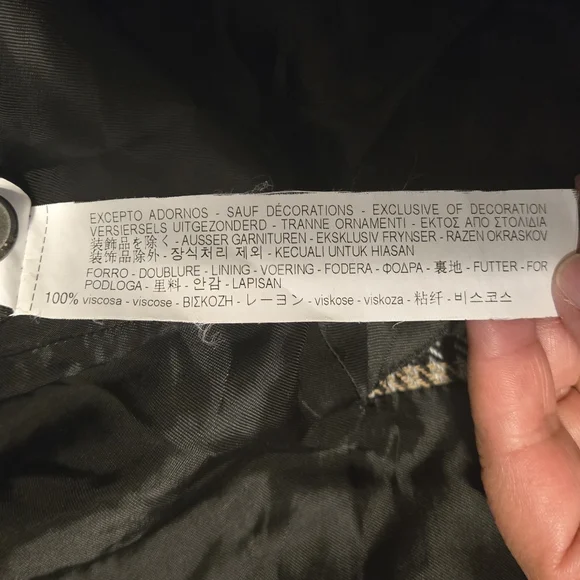 EXCEPTO ADORNOS - SAUF DÉCORATIONS - EXCLUSIVE OF DECORATION
VERSIERSELS UITGEZONDERD - TRANNE ORNAMENTI - ΕΚΤΟΣ ΑΠΟ ΣΤΟΛΙΔΙΑ
装飾品を除く - AUSSER GARNITUREN - EKSKLUSIV FRYNSER - RAZEN OKRASKOV
装饰品除外 - 장식처리 제외 - KECUALI UNTUK HIASAN
FORRO - DOUBLURE - LINING - VOERING - FODERA - ΦΟΔΡΑ - 裏地 - FUTTER - FOR
PODLOGA - 里料 - 안감 - LAPISAN
100% viscosa - viscose - ΒΙΣΚΟΖΗ - レーヨン - viskose - viskoza - 粘纤 - 비스코스